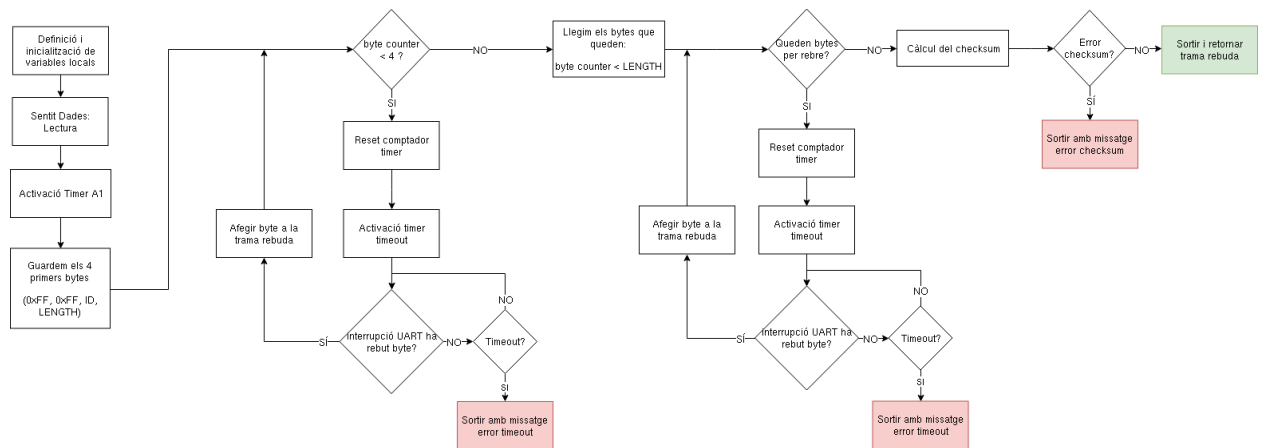 Definició i
inicialització de
variables locals
Sentit Dades:
Lectura
Activació Timer A1
Guardem els 4
primers bytes
(0xFF, 0xFF, ID,
LENGTH)
byte counter
< 4 ?
NO
SI
Reset comptador
timer
Activació timer
timeout
Interrupció UART ha
rebut byte?
SÍ
Afegir byte a la
trama rebuda
NO
Timeout?
NO
SI
Sortir amb missatge
error timeout
Llegim els bytes que
queden:
byte counter < LENGTH
Queden bytes
per rebre?
NO
SI
Reset comptador
timer
Activació timer
timeout
Interrupció UART ha
rebut byte?
SÍ
Afegir byte a la
trama rebuda
NO
Timeout?
NO
SI
Sortir amb missatge
error timeout
Càlcul del checksum
Error
checksum?
NO
SÍ
Sortir amb missatge
error checksum
Sortir i retornar
trama rebuda